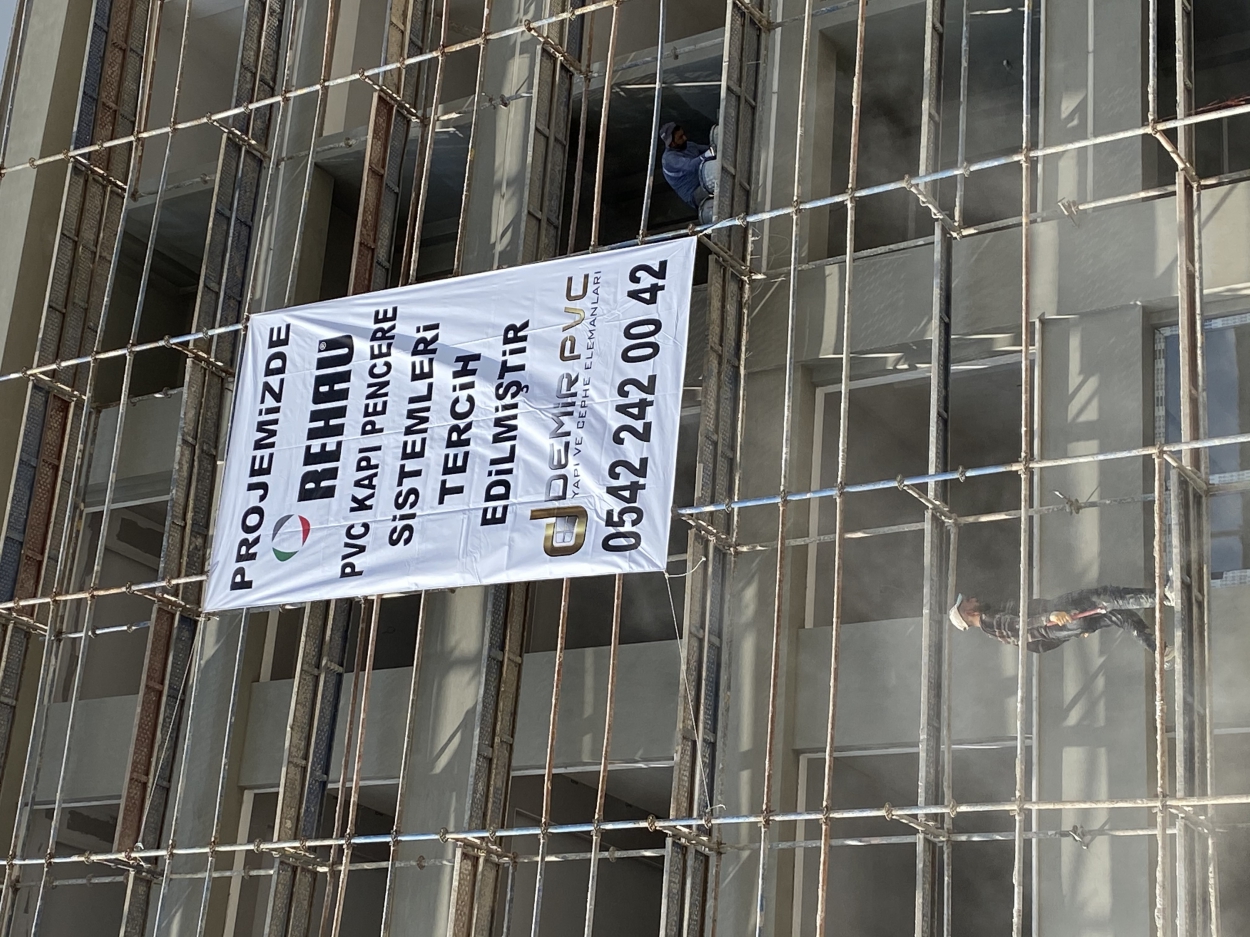 PROJEMİZDE
REHAU®
PVC KAPI PENCERE
SİSTEMLERİ
TERCİH
EDİLMİŞTİR
d DEMİR PVC
YAPI VE CEPHE ELEMANLARI
0542 242 00 42